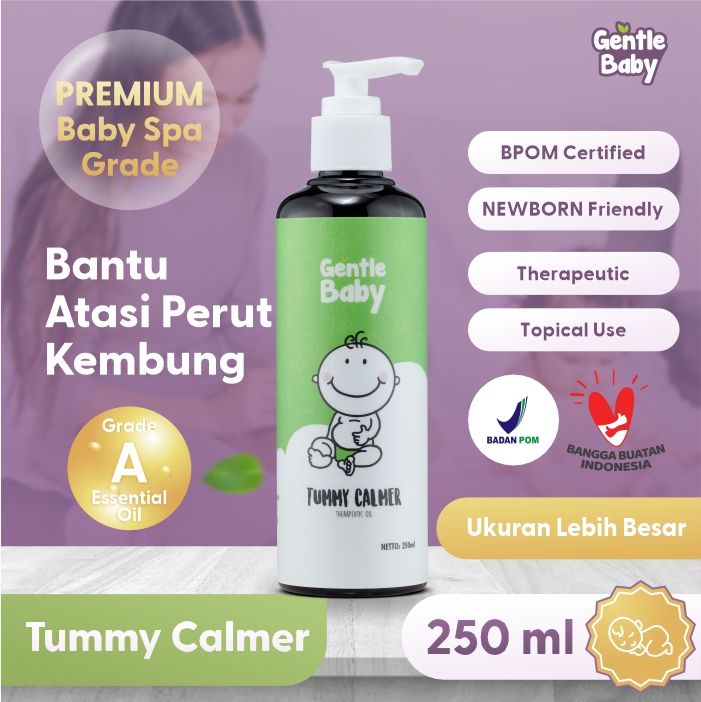 Gentle
Baby
PREMIUM
Baby Spa
Grade
BPOM Certified
NEWBORN Friendly
Therapeutic
Topical Use
Bantu
Atasi Perut
Kembung
Gentle
Baby
TUMMY CALMER
THERAPEUTIC OIL
NETTO: 250ml
Grade
A
Essential
Oil
BADAN POM
BANGGA BUATAN
INDONESIA
Ukuran Lebih Besar
Tummy Calmer
250 ml